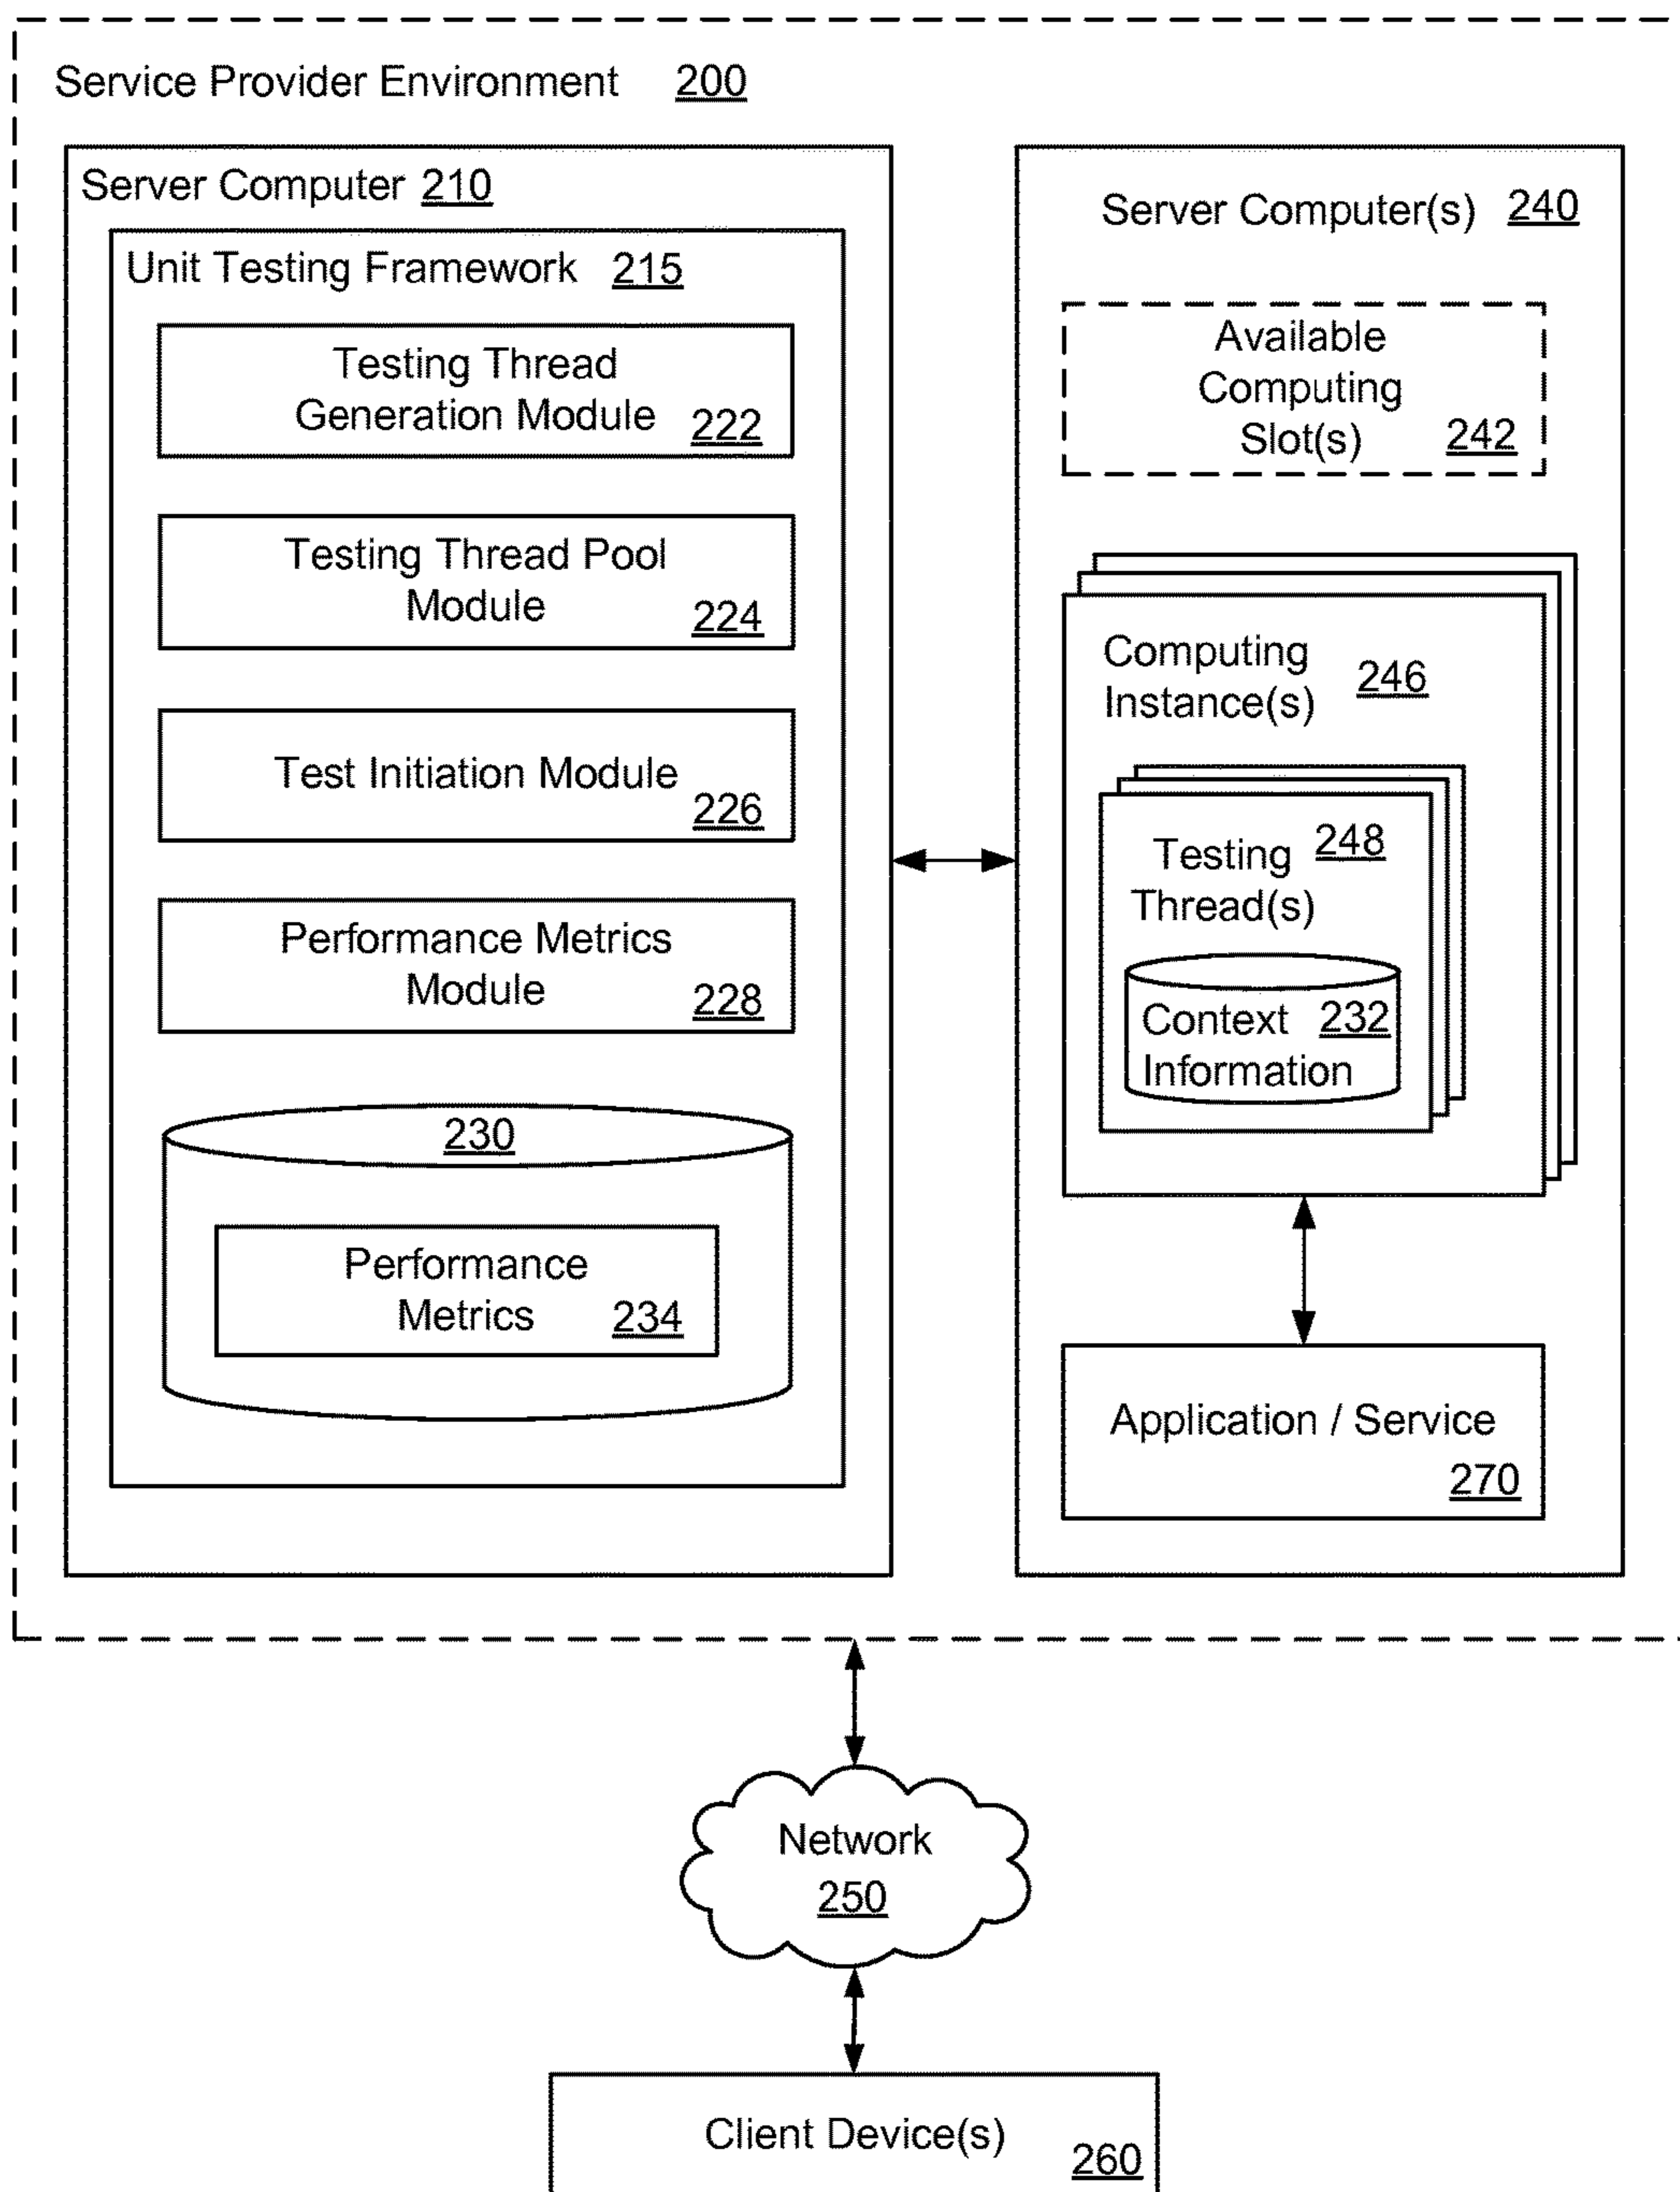 Service Provider Environment 200
Server Computer 210
Unit Testing Framework 215
Testing Thread
Generation Module 222
Testing Thread Pool
Module 224
Test Initiation Module
226
Performance Metrics
Module 228
230
Performance
Metrics 234
Server Computer(s) 240
Available
Computing
Slot(s) 242
Computing
Instance(s) 246
Testing 248
Thread(s)
Context 232
Information
Application / Service
270
Network
250
Client Device(s)
260